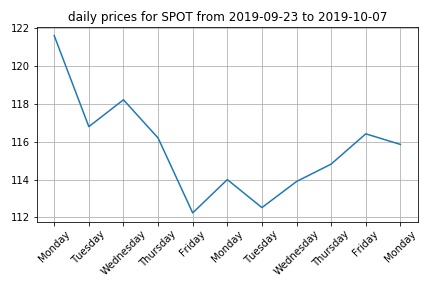 daily prices for SPOT from 2019-09-23 to 2019-10-07
122
120
118
116
114
112
Monday
Tuesday
Wednesday
Thursday
Friday
Monday
Tuesday
Wednesday
Thursday
Friday
Monday